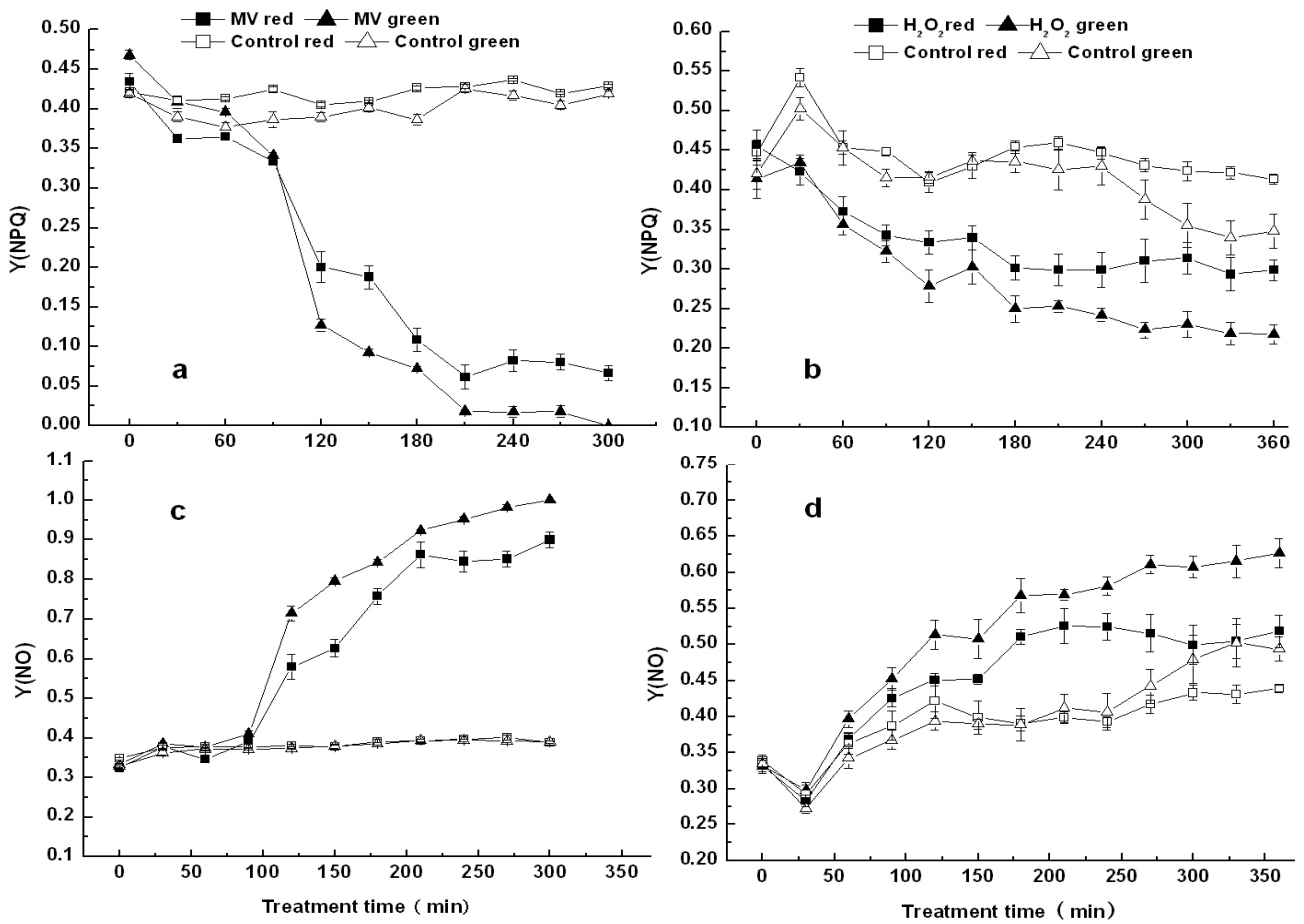 MV red MV green
Control red Control green
Y(NPQ)
0.50
0.45
0.40
0.35
0.30
0.25
0.20
0.15
0.10
0.05
0.00
a
0 60 120 180 240 300
H₂O₂red H₂O₂ green
Control red Control green
Y(NPQ)
0.60
0.55
0.50
0.45
0.40
0.35
0.30
0.25
0.20
0.15
0.10
b
0 60 120 180 240 300 360
Y(NO)
1.1
1.0
0.9
0.8
0.7
0.6
0.5
0.4
0.3
0.2
0.1
c
0 50 100 150 200 250 300 350
Treatment time ( min)
Y(NO)
0.75
0.70
0.65
0.60
0.55
0.50
0.45
0.40
0.35
0.30
0.25
0.20
d
0 50 100 150 200 250 300 350
Treatment time ( min)